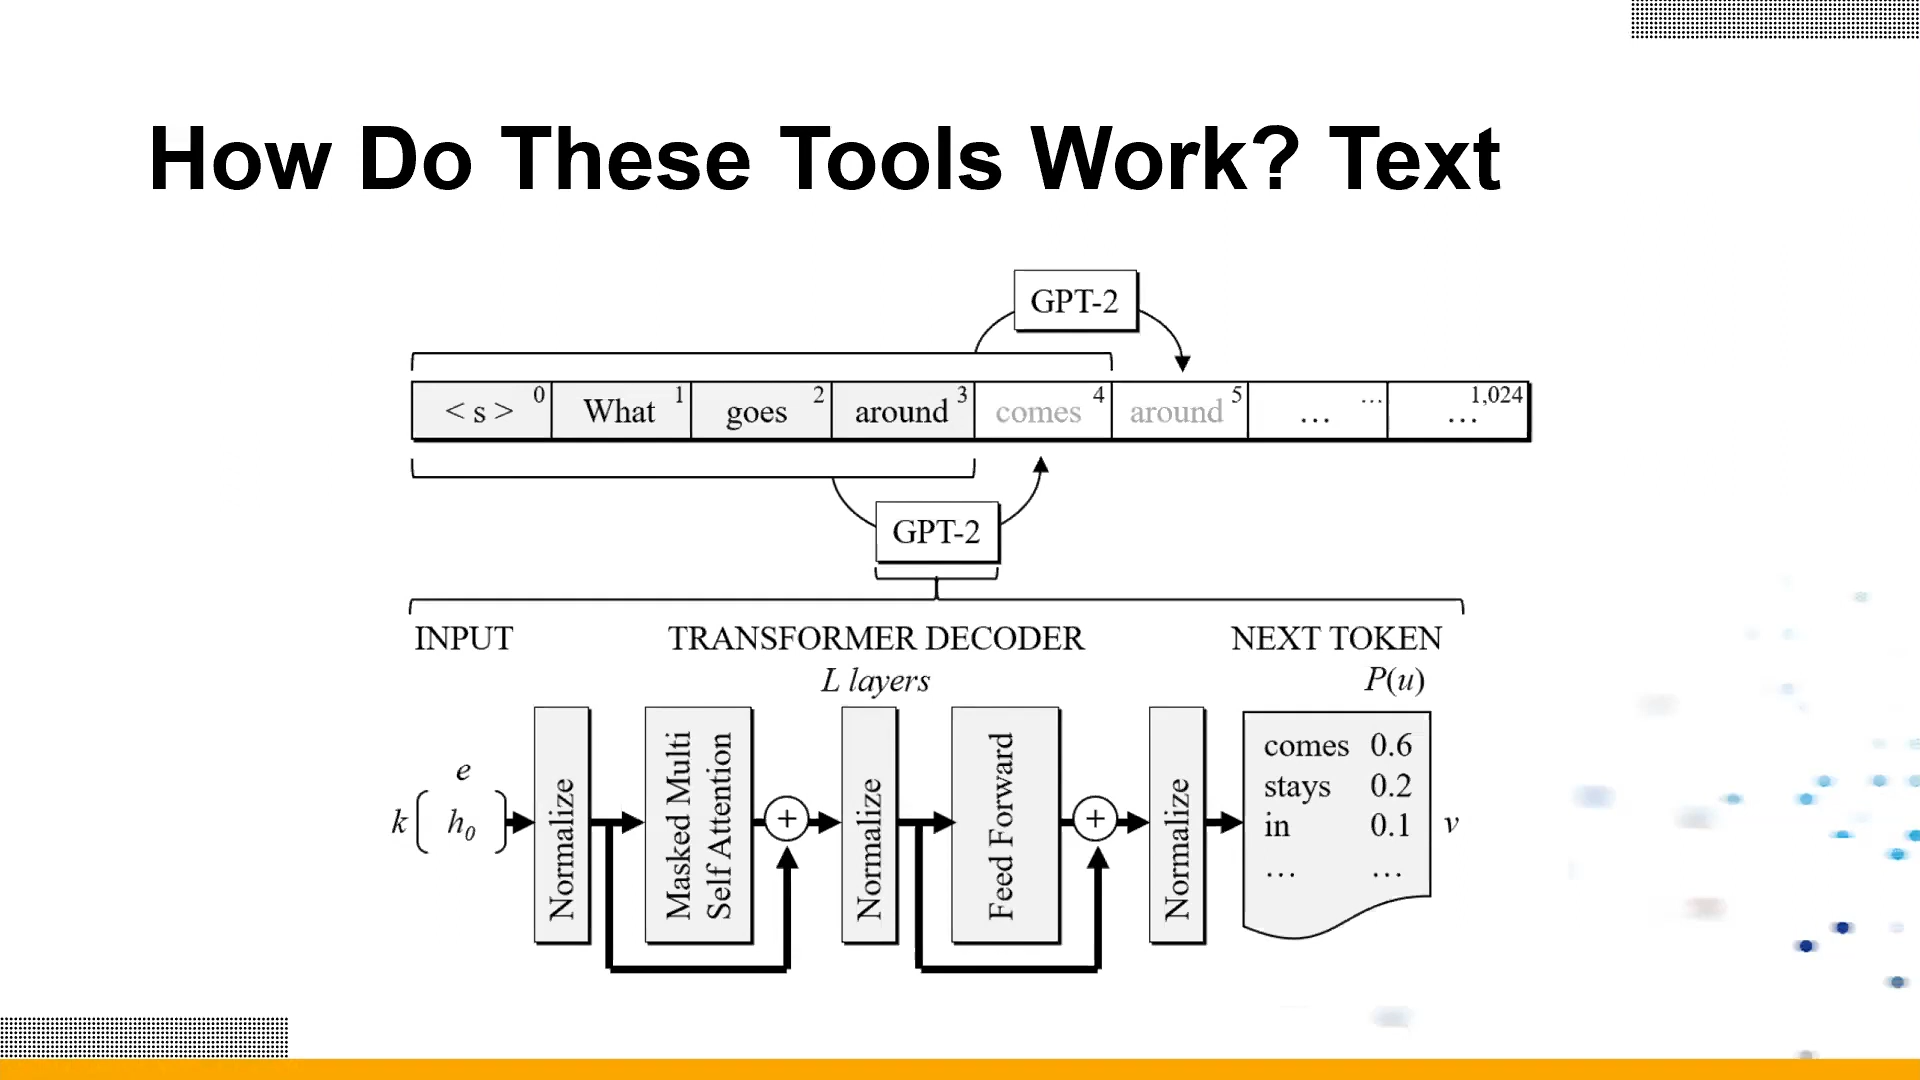 How Do These Tools Work? Text
GPT-2
< s > 0 What 1 goes 2 around 3 comes 4 around 5 ... ... ... 1,024
GPT-2
INPUT TRANSFORMER DECODER NEXT TOKEN
L layers P(u)
k e h0
Normalize
Masked Multi
Self Attention
+
Normalize
Feed Forward
+
Normalize
comes 0.6
stays 0.2
in 0.1
... ...
v